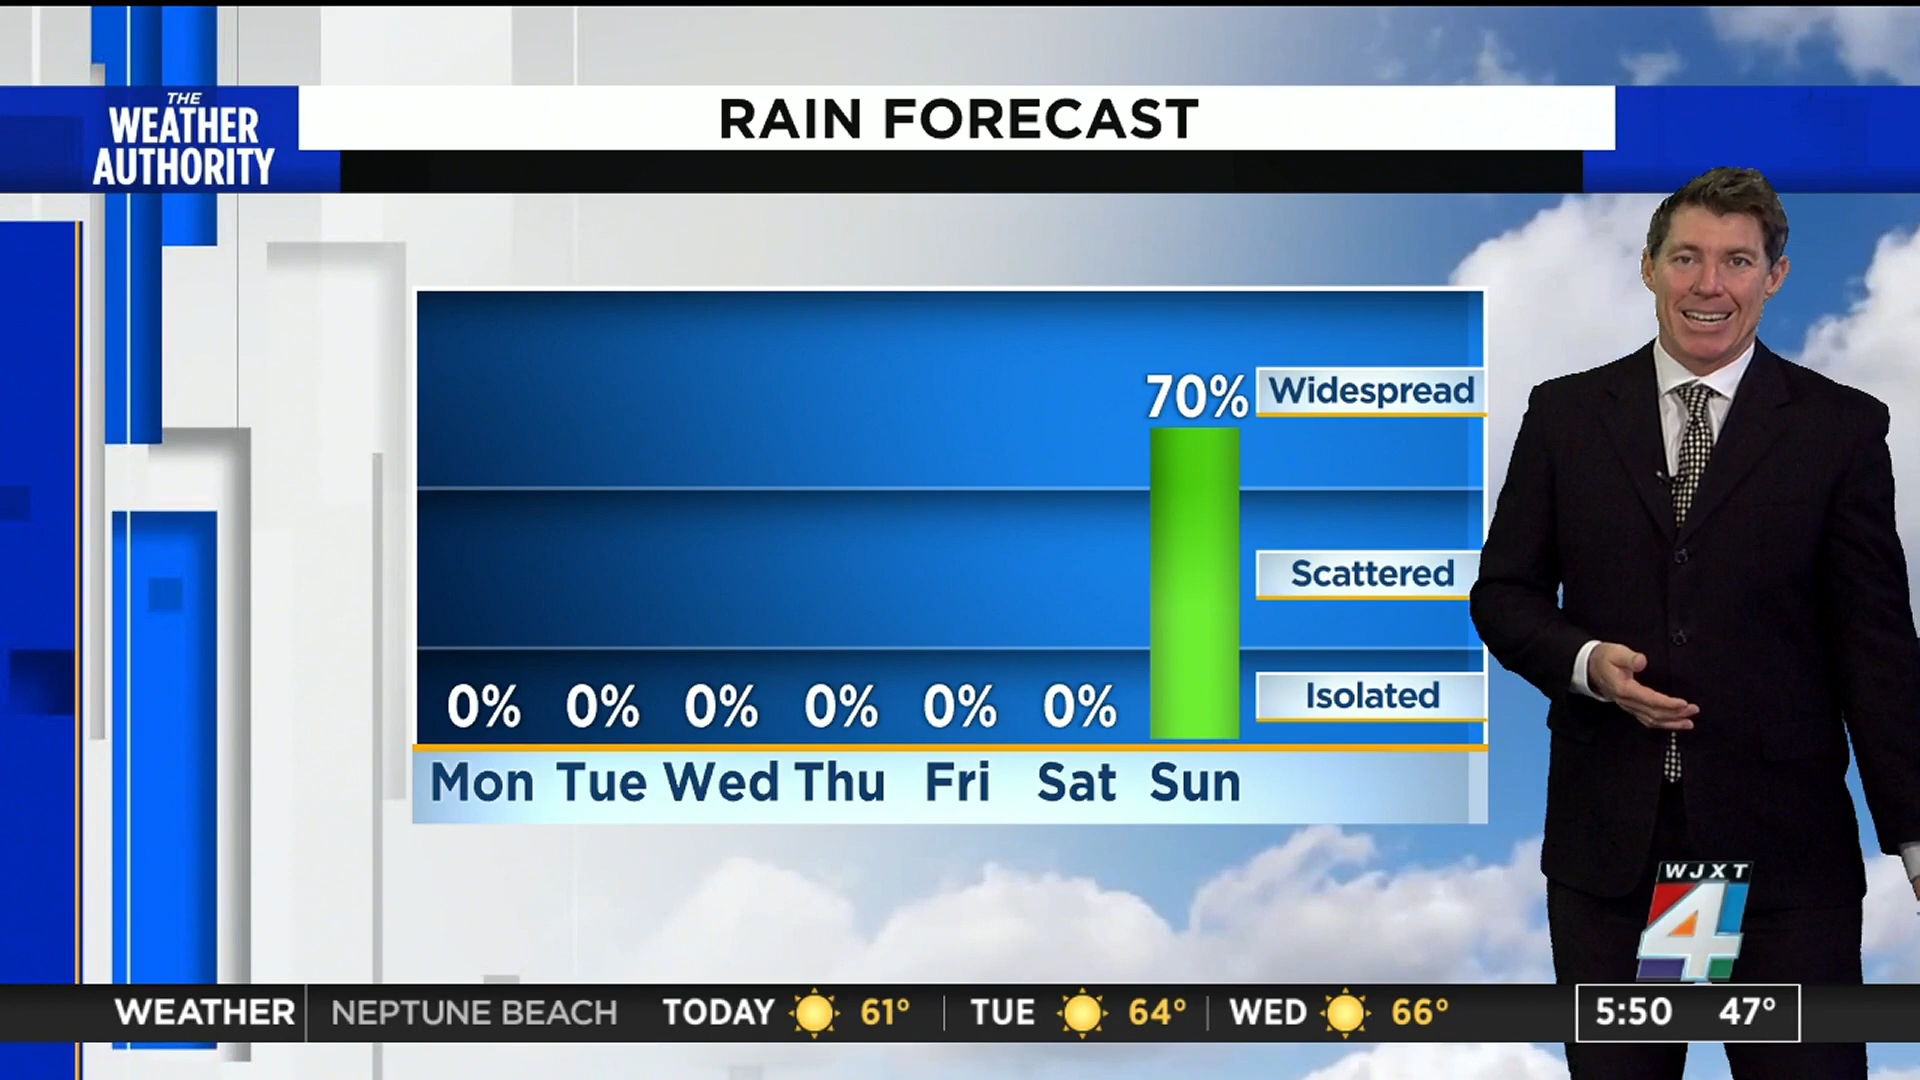 THE
WEATHER
AUTHORITY
RAIN FORECAST
70% Widespread
Scattered
0% 0% 0% 0% 0% 0% Isolated
Mon Tue Wed Thu Fri Sat Sun
WJXT
4
WEATHER NEPTUNE BEACH TODAY 61° TUE 64° WED 66° 5:50 47°